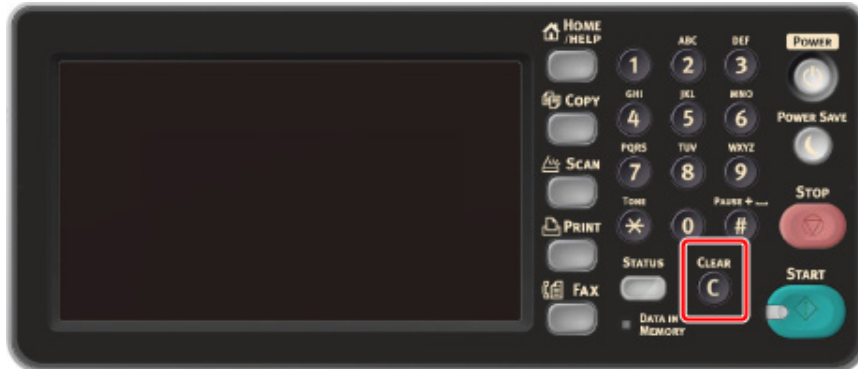 HOME
/HELP
COPY
SCAN
PRINT
FAX
ABC
DEF
1
2
3
GHI
JKL
MNO
4
5
6
PQRS
TUV
WXYZ
7
8
9
TONE
PAUSE + ـ
*
0
#
STATUS
CLEAR
C
DATA IN
MEMORY
POWER
POWER SAVE
STOP
START